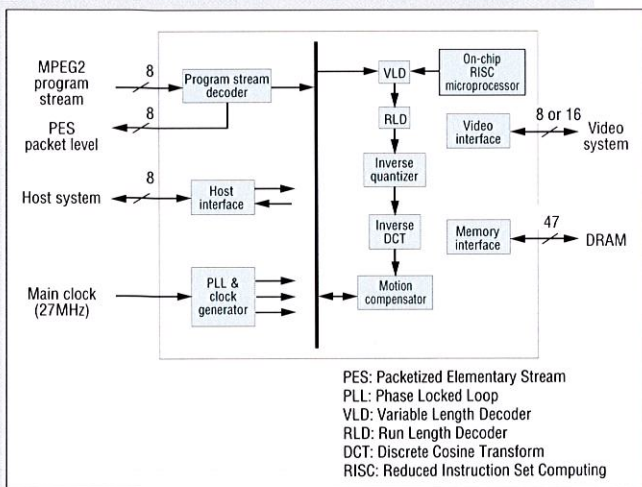 MPEG2
program
stream
8
Program stream
decoder
PES
packet level
8
Host system
8
Host
interface
Main clock
(27MHz)
PLL &
clock
generator
VLD
On-chip
RISC
microprocessor
RLD
Inverse
quantizer
Inverse
DCT
Motion
compensator
Video
interface
8 or 16
Video
system
Memory
interface
47
DRAM
PES: Packetized Elementary Stream
PLL: Phase Locked Loop
VLD: Variable Length Decoder
RLD: Run Length Decoder
DCT: Discrete Cosine Transform
RISC: Reduced Instruction Set Computing